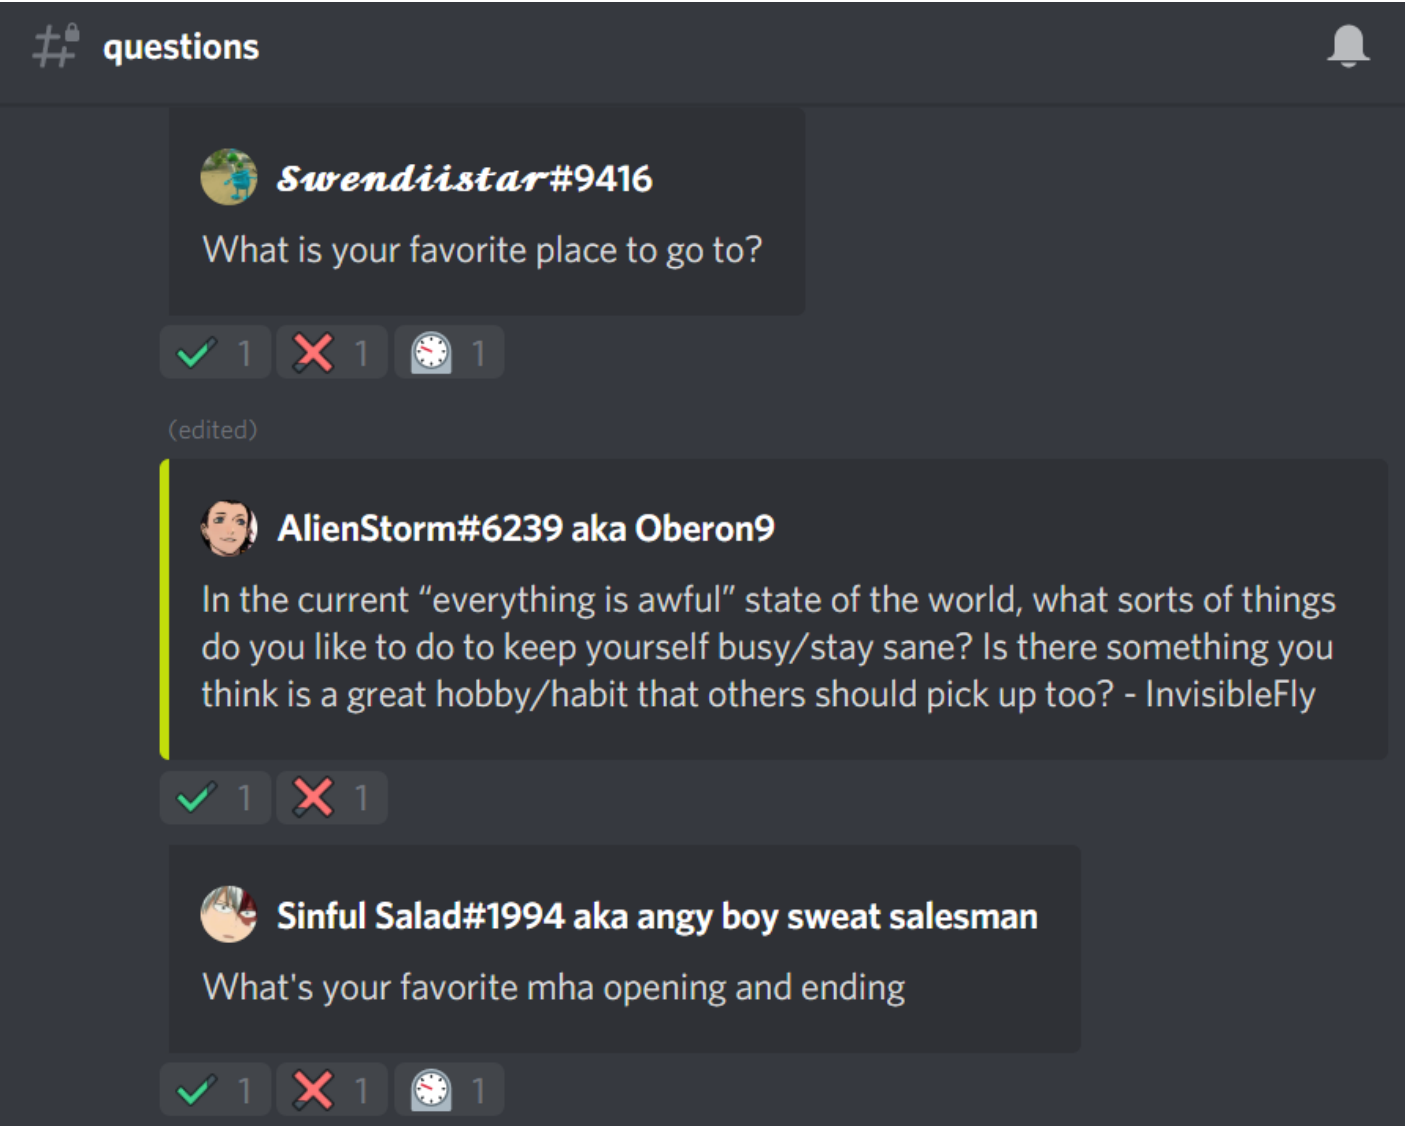 questions
𝓢𝔀𝓮𝓷𝓭𝓲𝓲𝓼𝓽𝓪𝓻#9416
What is your favorite place to go to?
1 1 1
(edited)
AlienStorm#6239 aka Oberon9
In the current “everything is awful” state of the world, what sorts of things
do you like to do to keep yourself busy/stay sane? Is there something you
think is a great hobby/habit that others should pick up too? - InvisibleFly
1 1
Sinful Salad#1994 aka angy boy sweat salesman
What's your favorite mha opening and ending
1 1 1